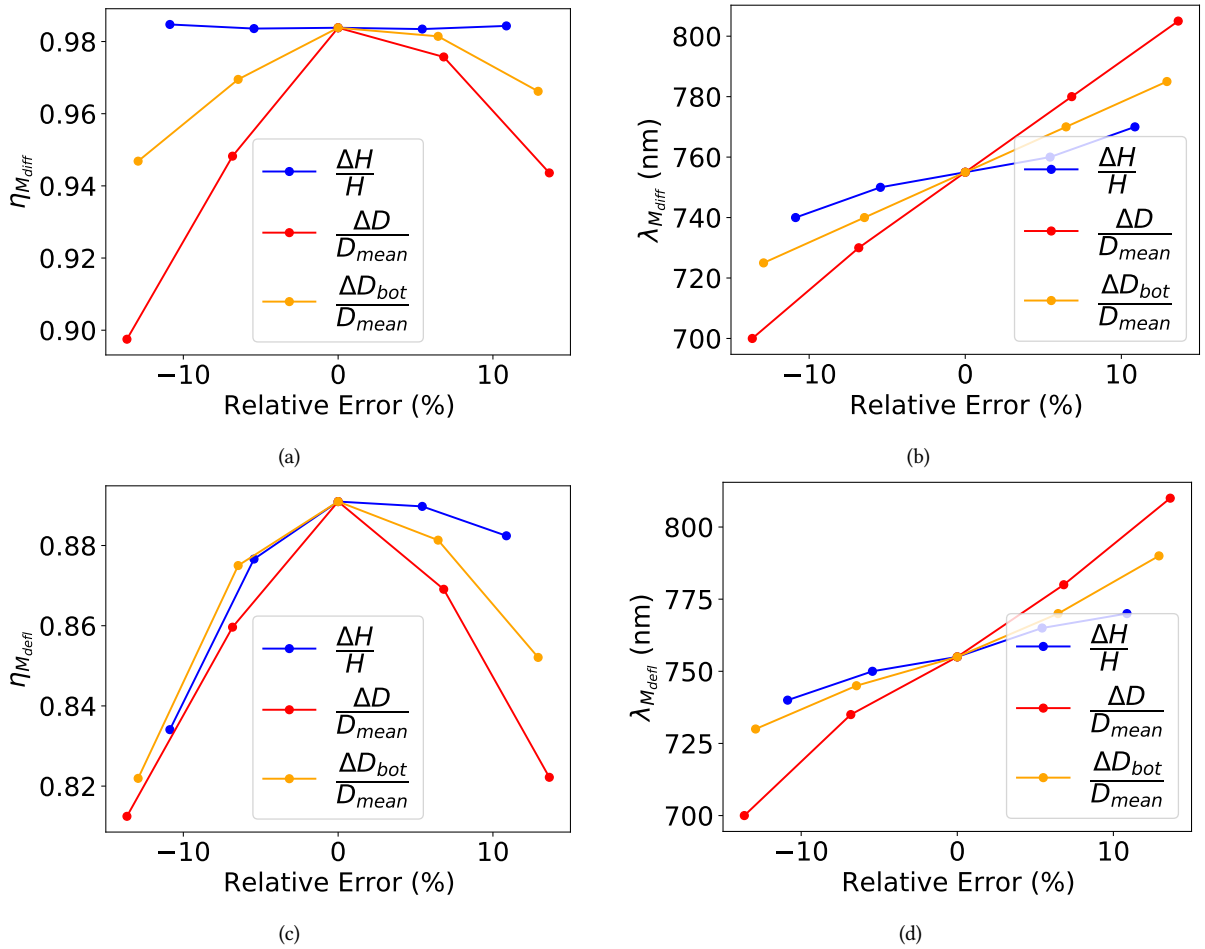 0.98
0.96
0.94
0.92
0.90
η_{M_{diff}}
ΔH
H
ΔD
D_{mean}
ΔD_{bot}
D_{mean}
−10 0 10
Relative Error (%)
(a)
800
780
760
740
720
700
λ_{M_{diff}} (nm)
ΔH
H
ΔD
D_{mean}
ΔD_{bot}
D_{mean}
−10 0 10
Relative Error (%)
(b)
0.88
0.86
0.84
0.82
η_{M_{defl}}
ΔH
H
ΔD
D_{mean}
ΔD_{bot}
D_{mean}
−10 0 10
Relative Error (%)
(c)
800
775
750
725
700
λ_{M_{defl}} (nm)
ΔH
H
ΔD
D_{mean}
ΔD_{bot}
D_{mean}
−10 0 10
Relative Error (%)
(d)